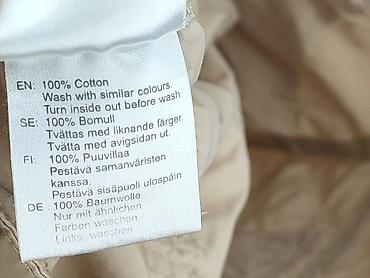 EN: 100% Cotton
Wash with similar colours.
Turn inside out before wash
SE: 100% Bomull
Tvättas med liknande färger.
Tvätta med avigsidan ut.
FI: 100% Puuvillaa
Pestävä samanväristen
kanssa.
Pestävä sisäpuoli ulospäin
DE: 100% Baumwolle
Nur mit ähnlichen
Farben waschen.
Links waschen